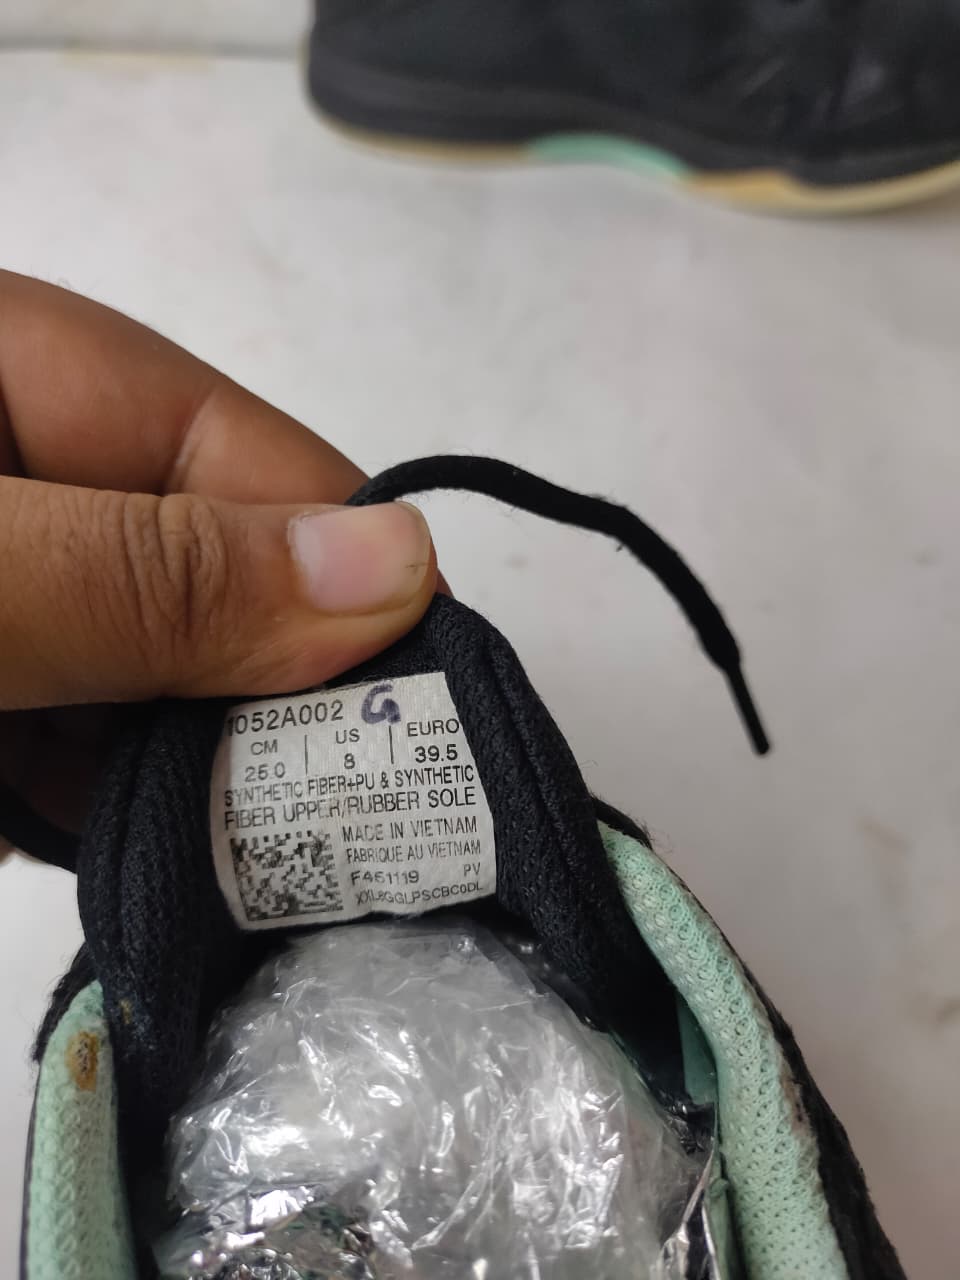 1052A002 G
CM | US | EURO
25.0 | 8 | 39.5
SYNTHETIC FIBER+PU & SYNTHETIC
FIBER UPPER/RUBBER SOLE
MADE IN VIETNAM
FABRIQUE AU VIETNAM
F451119 PV